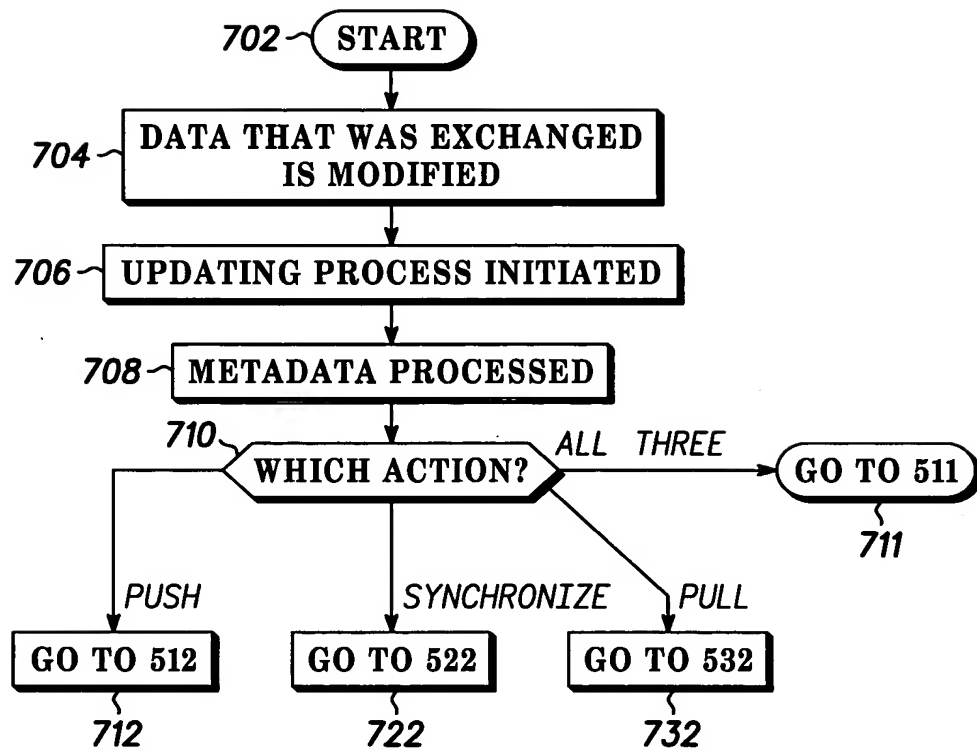 702
START
704
DATA THAT WAS EXCHANGED
IS MODIFIED
706
UPDATING PROCESS INITIATED
708
METADATA PROCESSED
710
WHICH ACTION?
ALL THREE
GO TO 511
711
PUSH
SYNCHRONIZE
PULL
GO TO 512
GO TO 522
GO TO 532
712
722
732